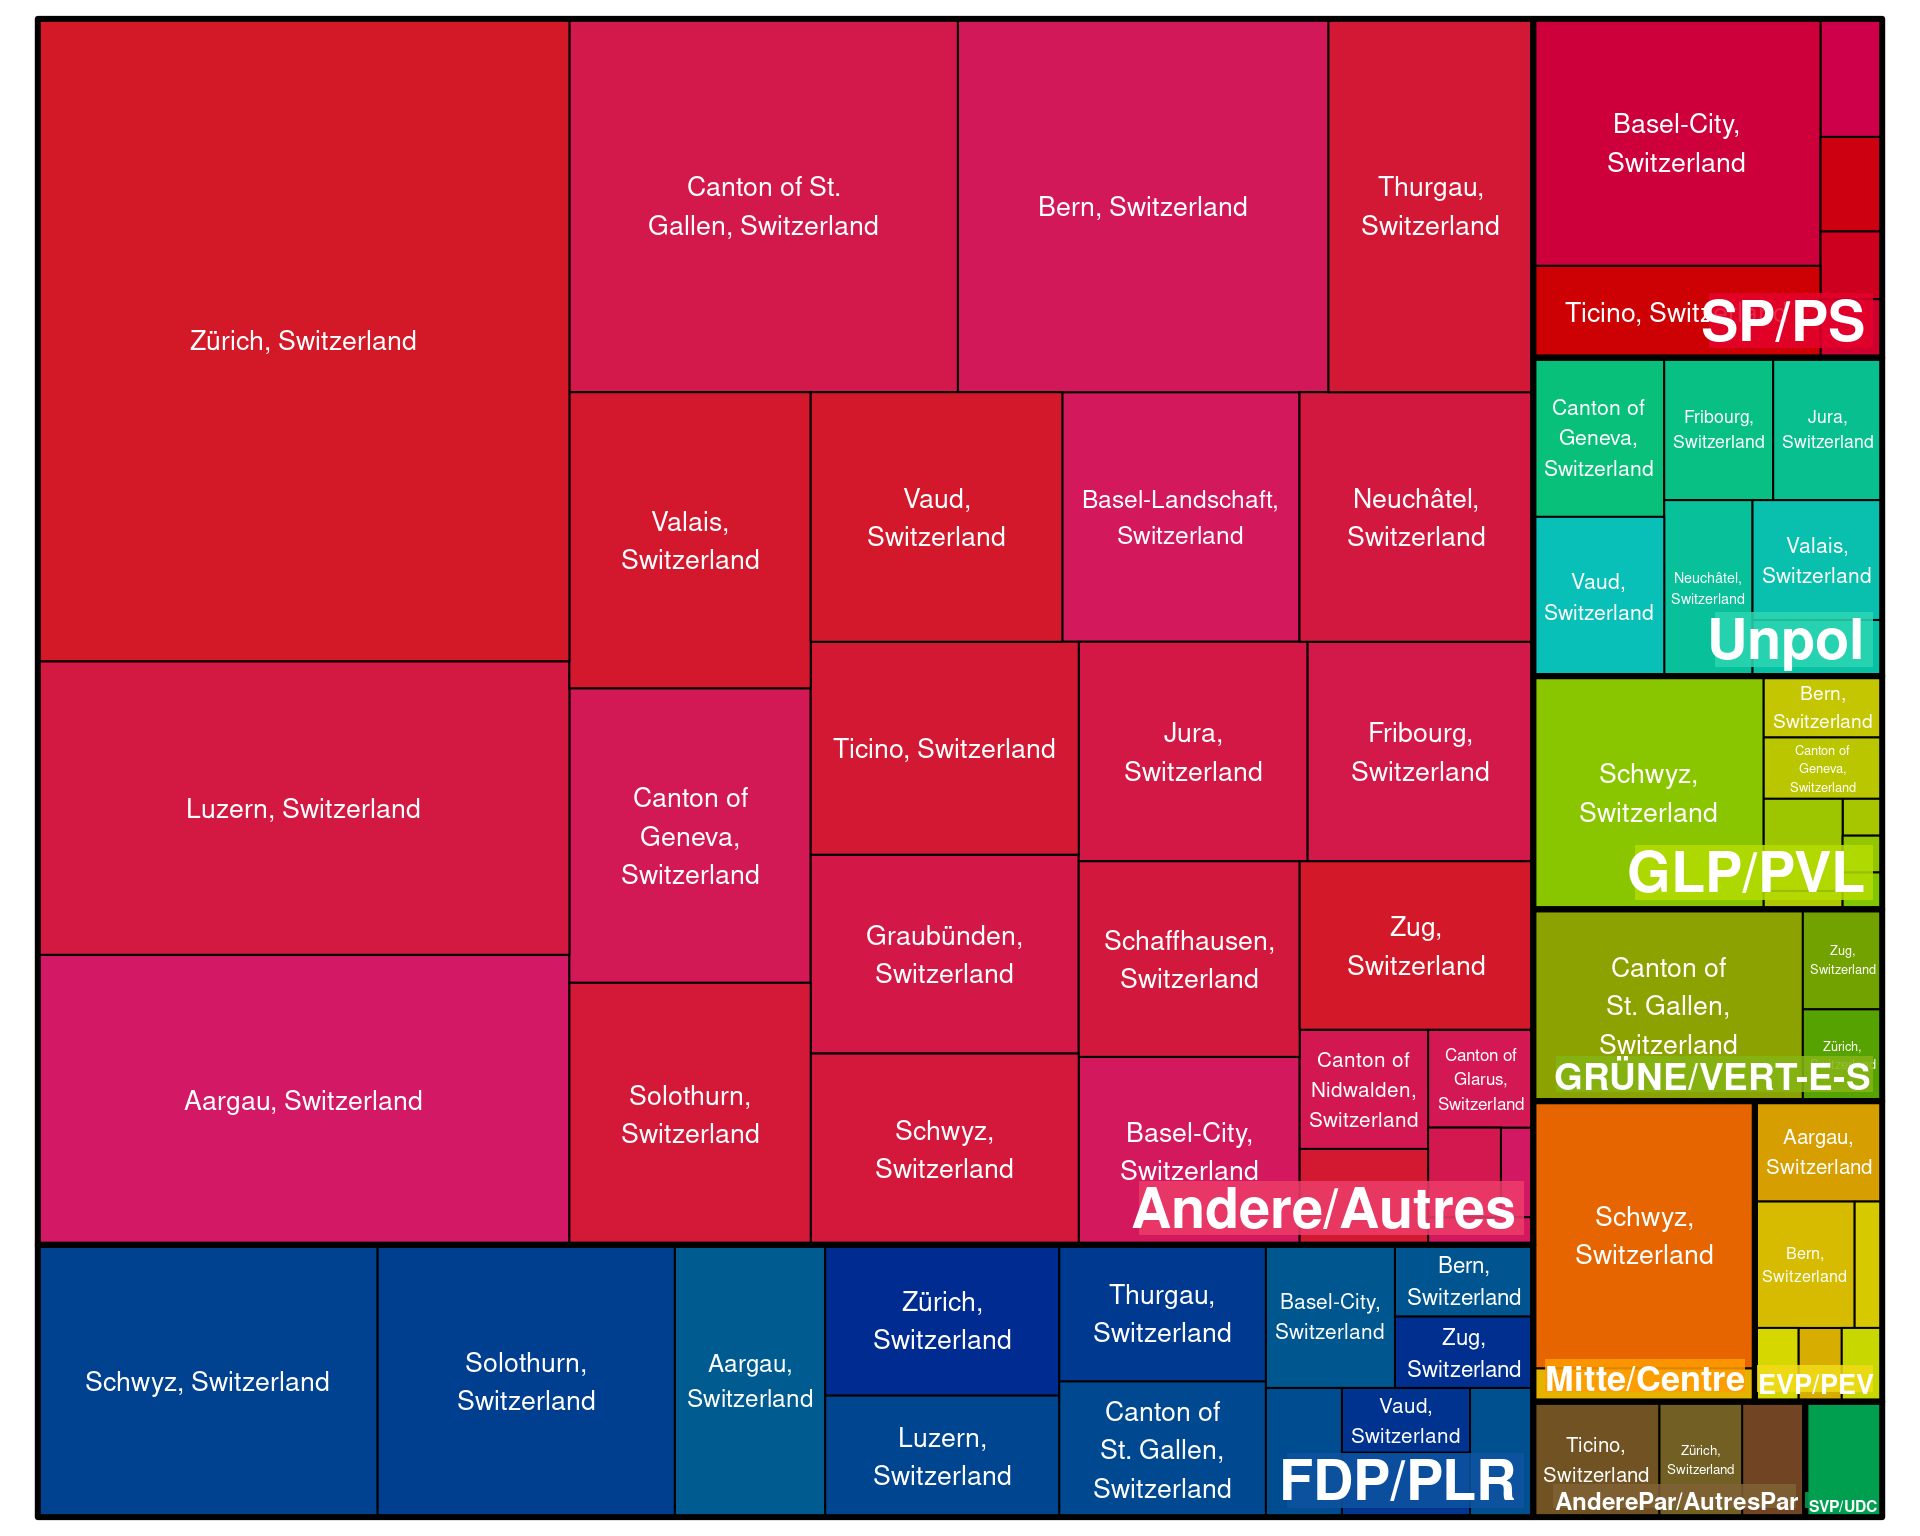 Zürich, Switzerland
Luzern, Switzerland
Aargau, Switzerland
Canton of St.
Gallen, Switzerland
Bern, Switzerland
Thurgau,
Switzerland
Valais,
Switzerland
Vaud,
Switzerland
Basel-Landschaft,
Switzerland
Neuchâtel,
Switzerland
Canton of
Geneva,
Switzerland
Solothurn,
Switzerland
Ticino, Switzerland
Jura,
Switzerland
Fribourg,
Switzerland
Graubünden,
Switzerland
Schaffhausen,
Switzerland
Zug,
Switzerland
Schwyz,
Switzerland
Basel-City,
Switzerland
Canton of
Nidwalden,
Switzerland
Canton of
Glarus,
Switzerland
Andere/Autres
Schwyz, Switzerland
Solothurn,
Switzerland
Aargau,
Switzerland
Zürich,
Switzerland
Luzern,
Switzerland
Thurgau,
Switzerland
Canton of
St. Gallen,
Switzerland
Basel-City,
Switzerland
Bern,
Switzerland
Zug,
Switzerland
Vaud,
Switzerland
FDP/PLR
Basel-City,
Switzerland
Ticino,
SP/PS
Canton of
Geneva,
Switzerland
Fribourg,
Switzerland
Jura,
Switzerland
Vaud,
Switzerland
Neuchâtel,
Switzerland
Valais,
Switzerland
Unpol
Schwyz,
Switzerland
Bern,
Switzerland
Canton of
Geneva,
Switzerland
GLP/PVL
Canton of
St. Gallen,
Switzerland
Zug,
Switzerland
Zürich,
GRÜNE/VERT-E-S
Schwyz,
Switzerland
Mitte/Centre
Aargau,
Switzerland
Bern,
Switzerland
EVP/PEV
Ticino,
Switzerland
Zürich,
Switzerland
AnderePar/AutresPar
SVP/UDC